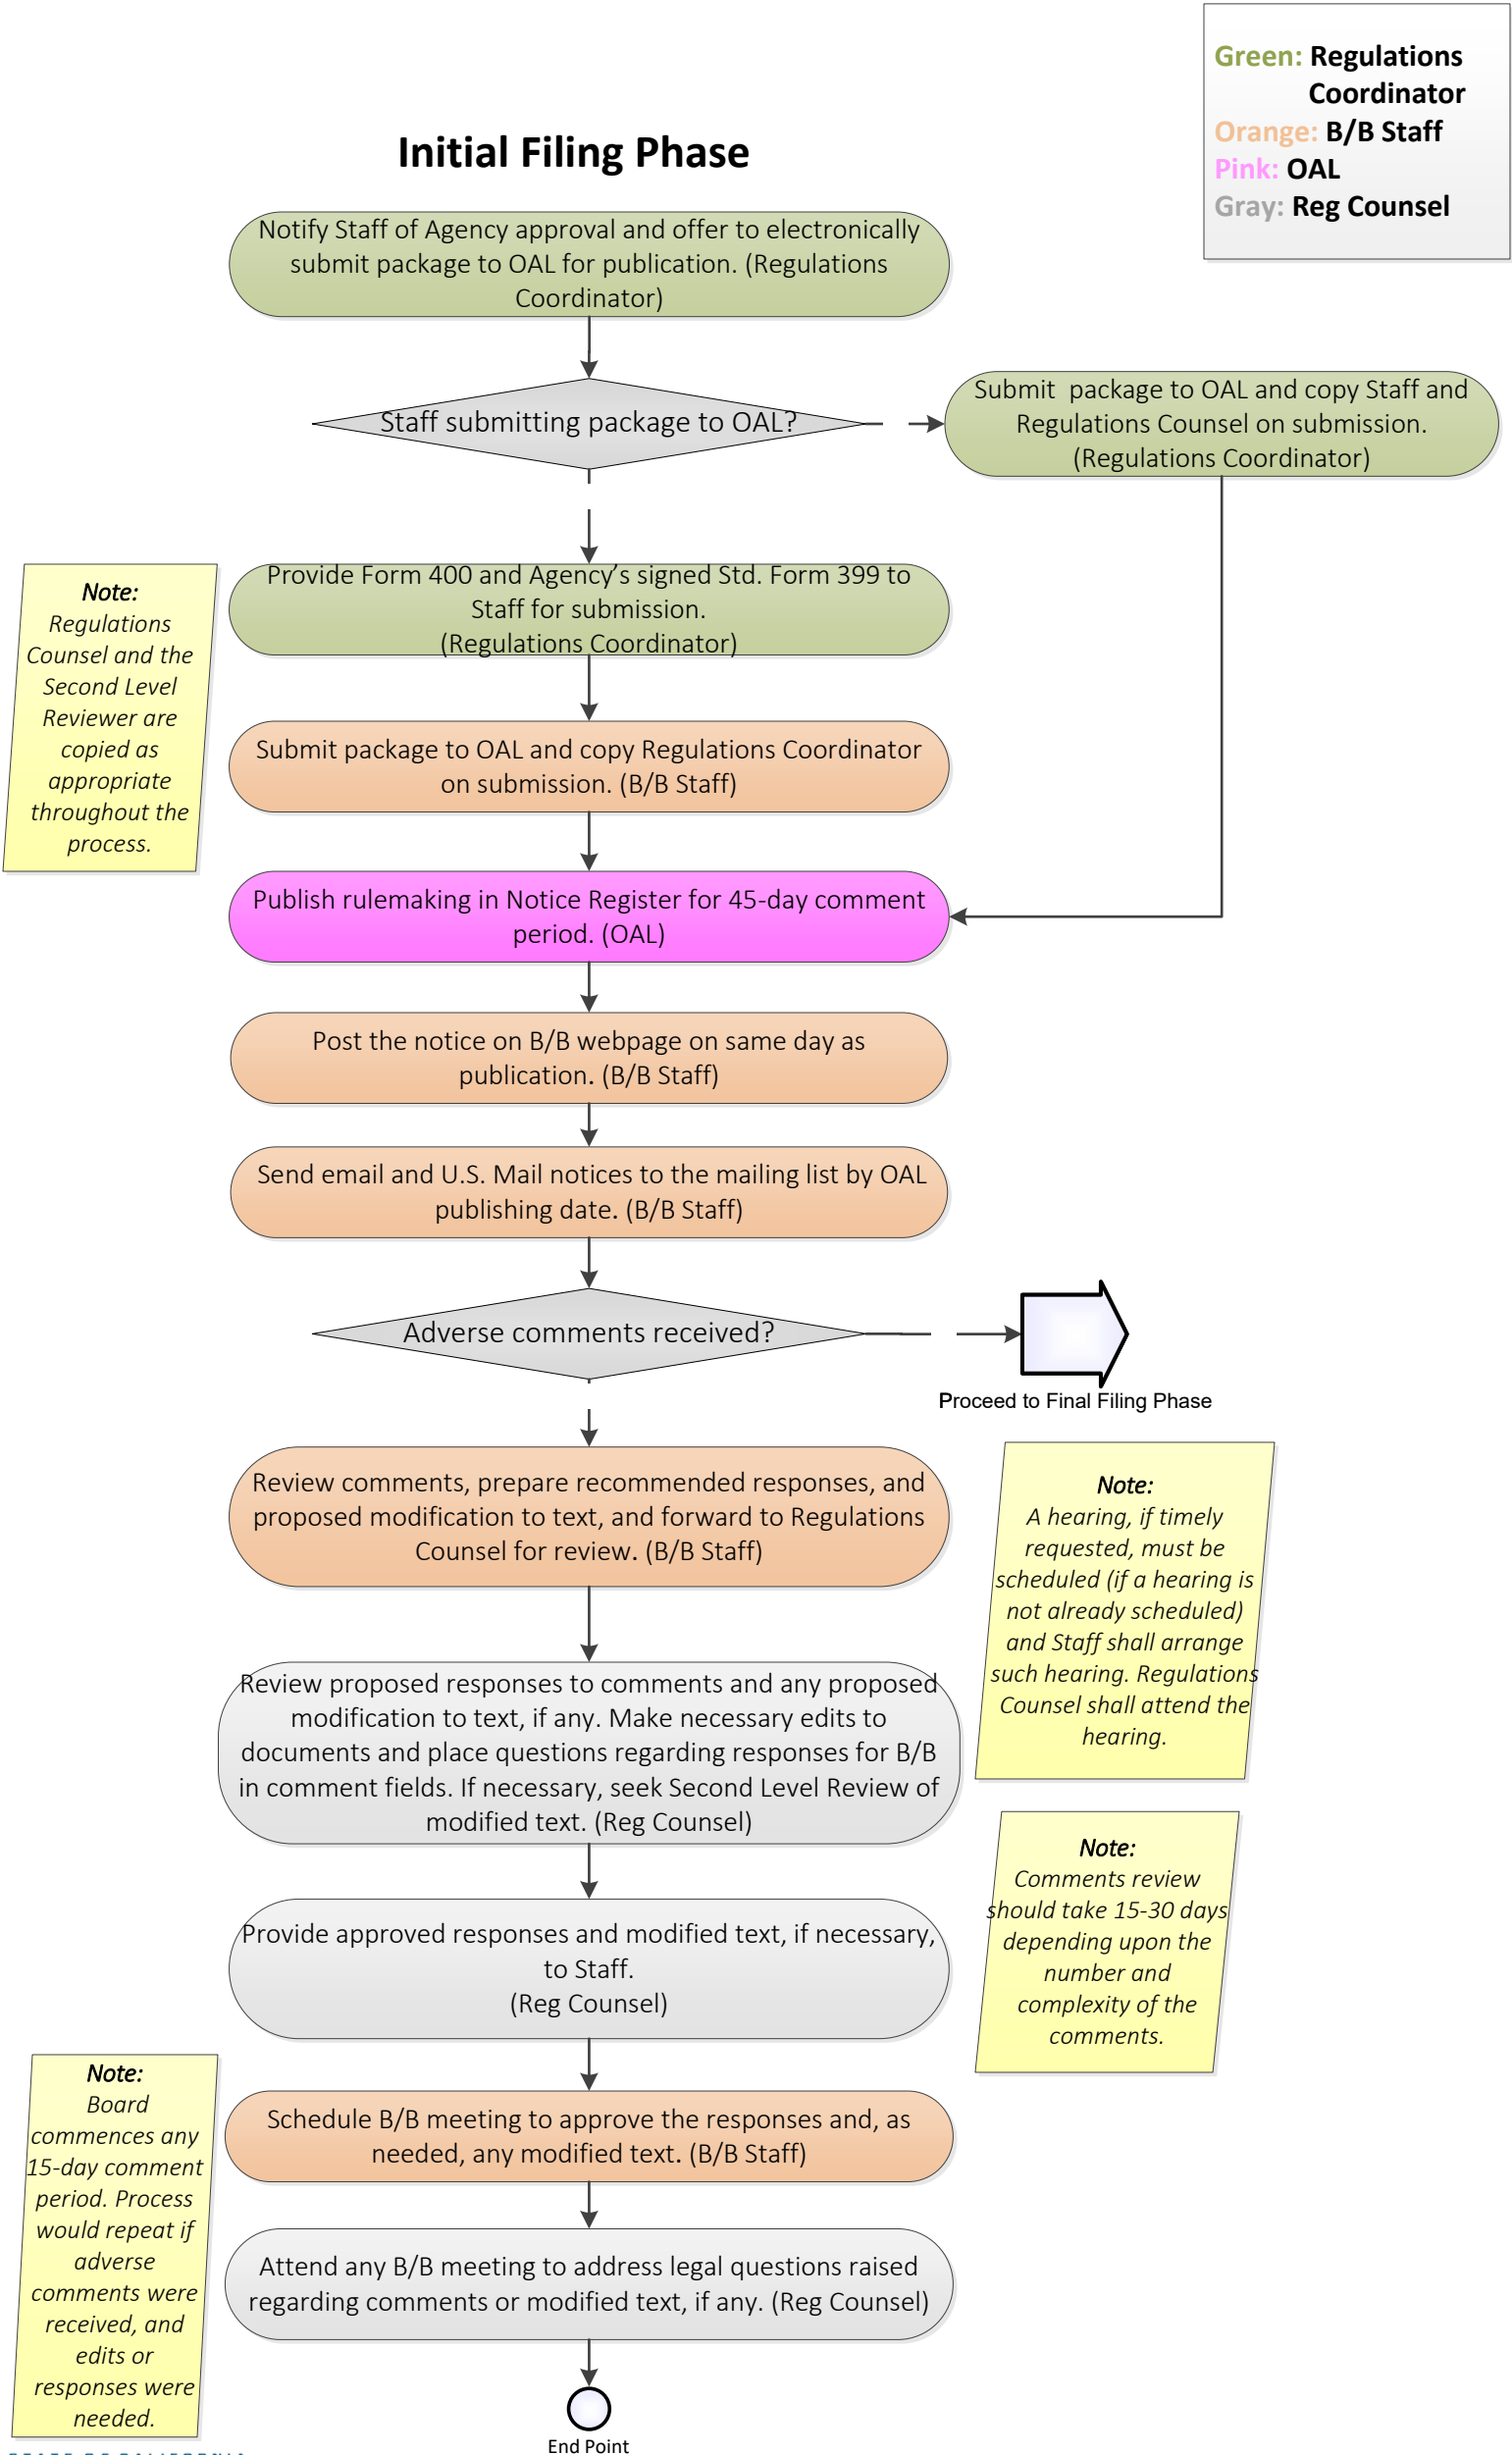 Green: Regulations
Coordinator
Orange: B/B Staff
Pink: OAL
Gray: Reg Counsel
Initial Filing Phase
Notify Staff of Agency approval and offer to electronically
submit package to OAL for publication. (Regulations
Coordinator)
Staff submitting package to OAL?
Submit package to OAL and copy Staff and
Regulations Counsel on submission.
(Regulations Coordinator)
Provide Form 400 and Agency’s signed Std. Form 399 to
Staff for submission.
(Regulations Coordinator)
Note:
Regulations
Counsel and the
Second Level
Reviewer are
copied as
appropriate
throughout the
process.
Submit package to OAL and copy Regulations Coordinator
on submission. (B/B Staff)
Publish rulemaking in Notice Register for 45-day comment
period. (OAL)
Post the notice on B/B webpage on same day as
publication. (B/B Staff)
Send email and U.S. Mail notices to the mailing list by OAL
publishing date. (B/B Staff)
Adverse comments received?
Proceed to Final Filing Phase
Review comments, prepare recommended responses, and
proposed modification to text, and forward to Regulations
Counsel for review. (B/B Staff)
Note:
A hearing, if timely
requested, must be
scheduled (if a hearing is
not already scheduled)
and Staff shall arrange
such hearing. Regulations
Counsel shall attend the
hearing.
Review proposed responses to comments and any proposed
modification to text, if any. Make necessary edits to
documents and place questions regarding responses for B/B
in comment fields. If necessary, seek Second Level Review of
modified text. (Reg Counsel)
Note:
Comments review
should take 15-30 days
depending upon the
number and
complexity of the
comments.
Provide approved responses and modified text, if necessary,
to Staff.
(Reg Counsel)
Note:
Board
commences any
15-day comment
period. Process
would repeat if
adverse
comments were
received, and
edits or
responses were
needed.
Schedule B/B meeting to approve the responses and, as
needed, any modified text. (B/B Staff)
Attend any B/B meeting to address legal questions raised
regarding comments or modified text, if any. (Reg Counsel)
End Point
STATE OF CALIFORNIA